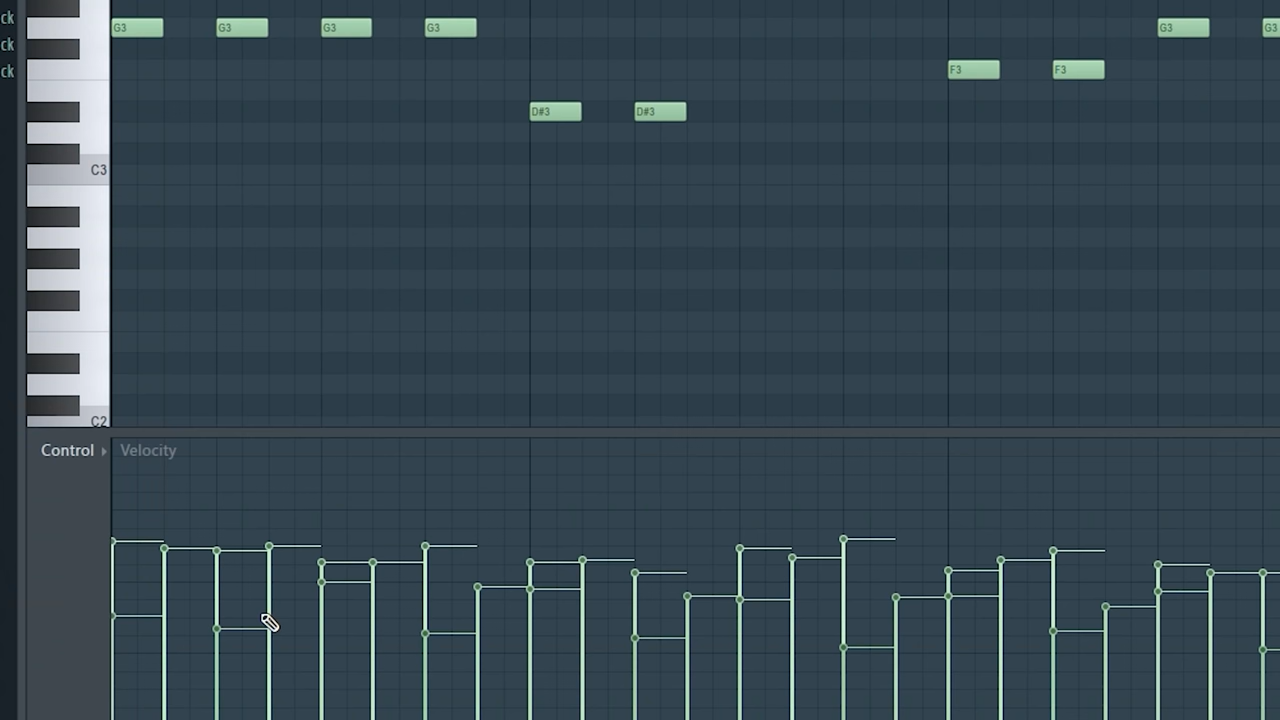 ck
G3 G3 G3 G3 G3 G3
ck
F3 F3
ck
D#3 D#3
C3
C2
Control Velocity